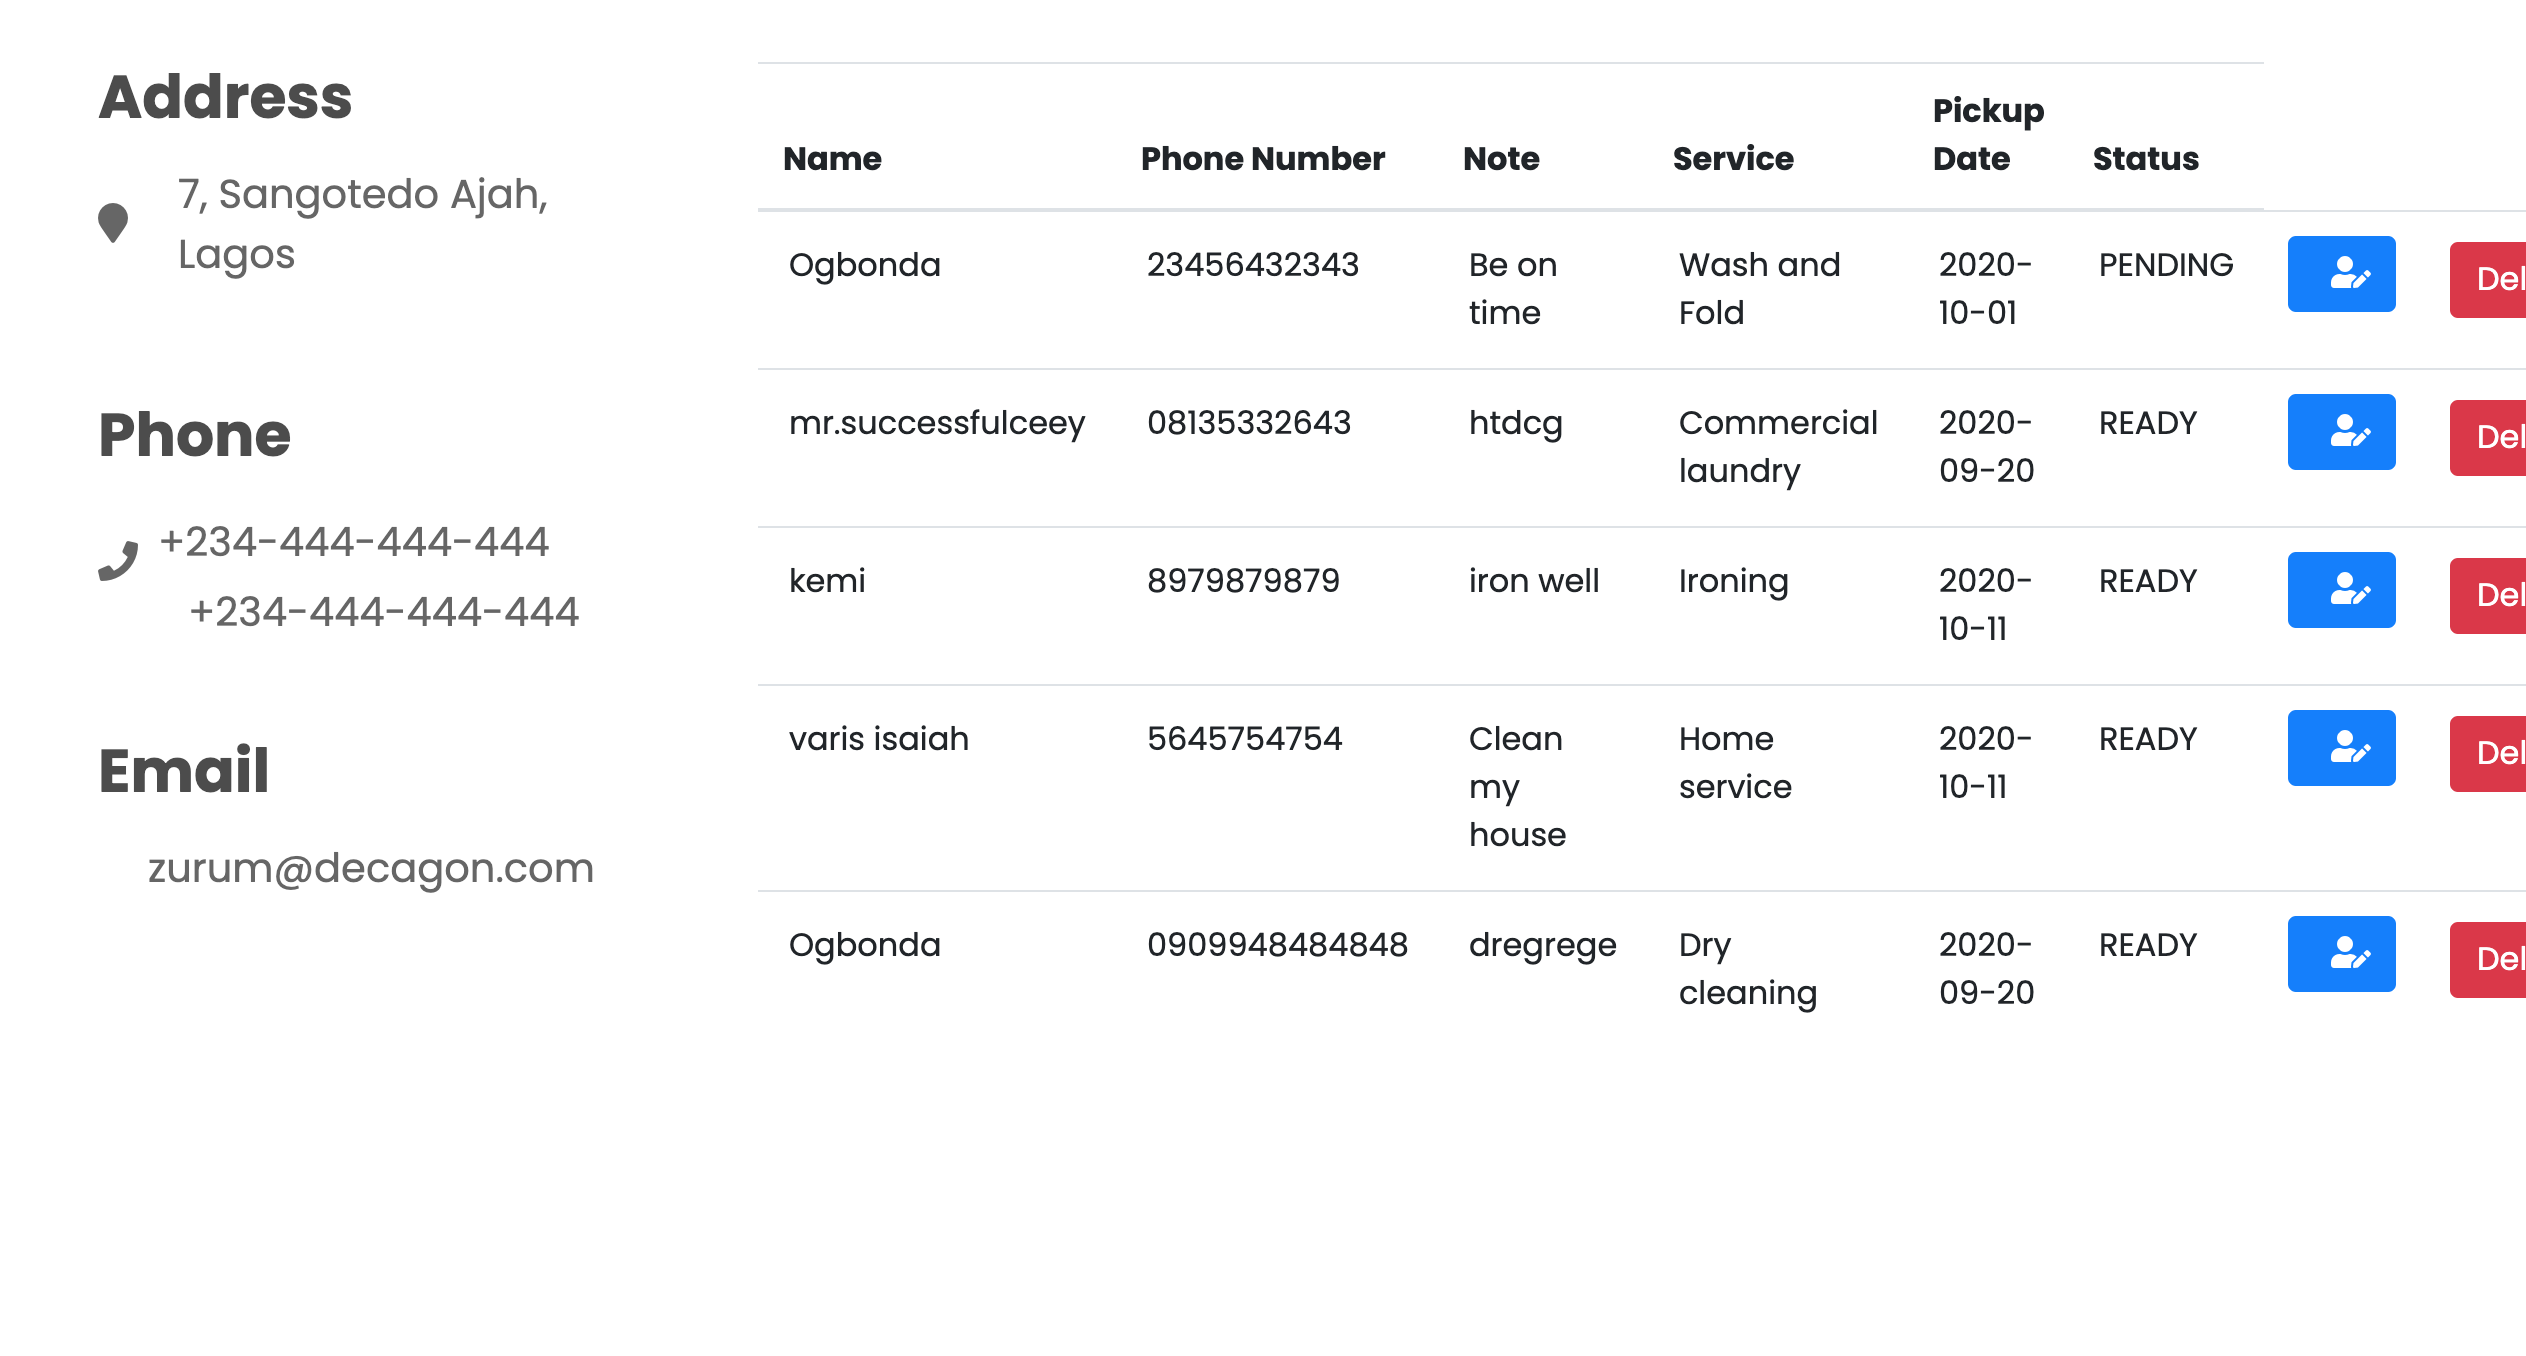 Address
7, Sangotedo Ajah,
Lagos
Phone
+234-444-444-444
+234-444-444-444
Email
zurum@decagon.com
Name Phone Number Note Service Pickup Date Status
Ogbonda 23456432343 Be on time Wash and Fold 2020-10-01 PENDING Del
mr.successfulceey 08135332643 htdcg Commercial laundry 2020-09-20 READY Del
kemi 8979879879 iron well Ironing 2020-10-11 READY Del
varis isaiah 5645754754 Clean my house Home service 2020-10-11 READY Del
Ogbonda 0909948484848 dregrege Dry cleaning 2020-09-20 READY Del